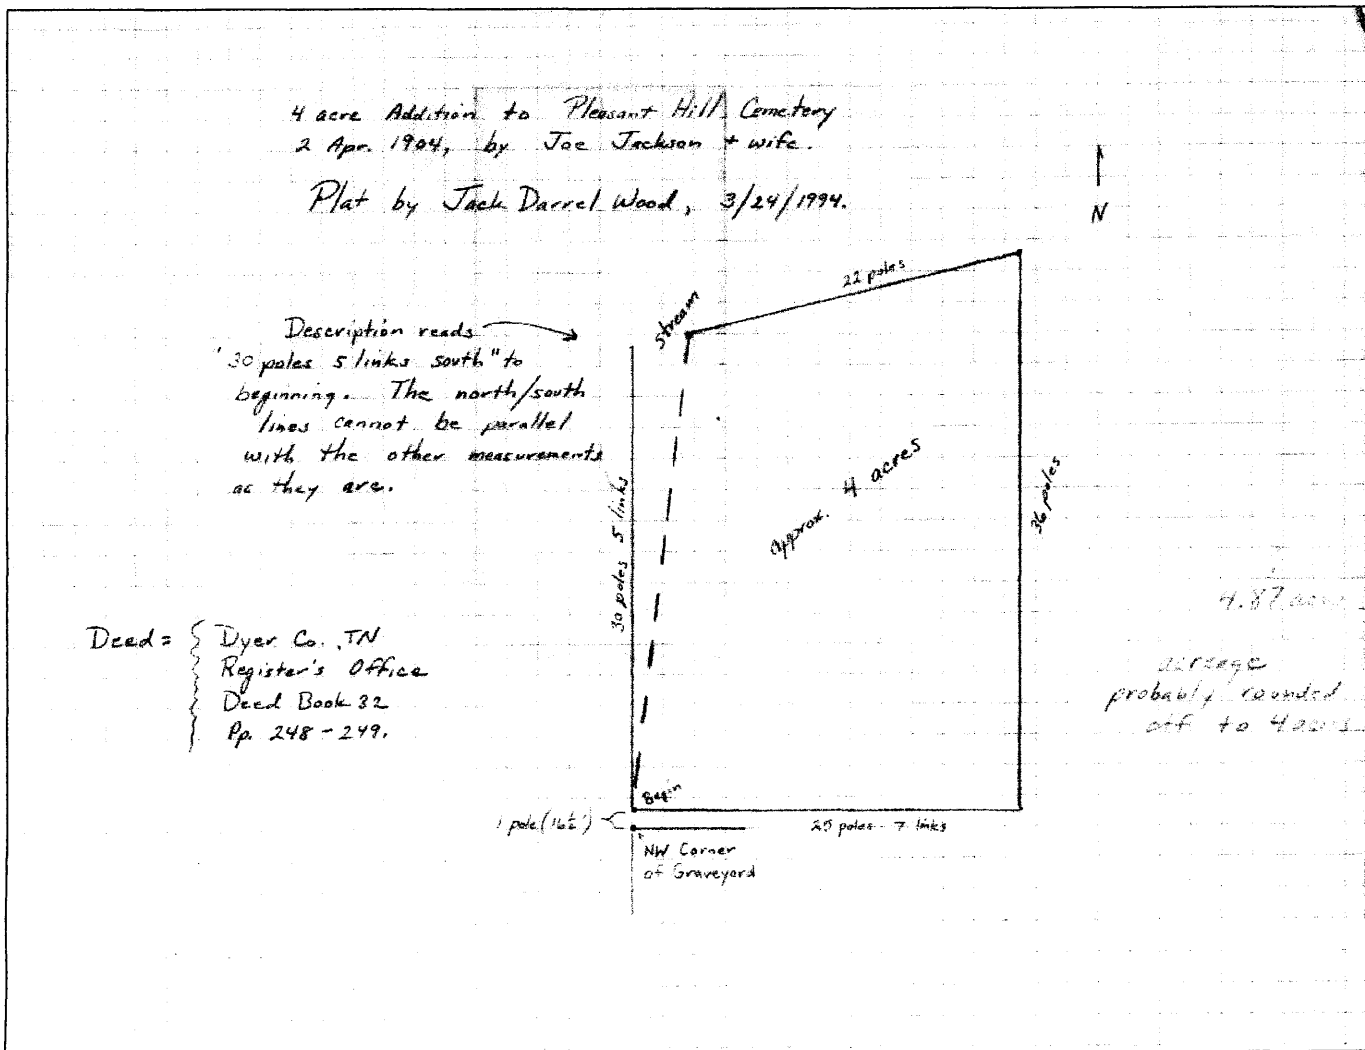 4 acre Addition to Pleasant Hill Cemetery
2 Apr. 1904, by Joe Jackson + wife.
Plat by Jack Darrel Wood, 3/24/1994.
N
22 poles
stream
Description reads
"30 poles 5 links south" to
beginning. The north/south
lines cannot be parallel
with the other measurements
as they are.
approx. 4 acres
36 poles
30 poles 5 links
4.87 acres
acreage
probably rounded
off to 4 acres
Deed = Dyer Co. TN
Register's Office
Deed Book 32
Pp. 248 - 249.
Begin
1 pole (16½')
25 poles - 7 links
NW Corner
of Graveyard